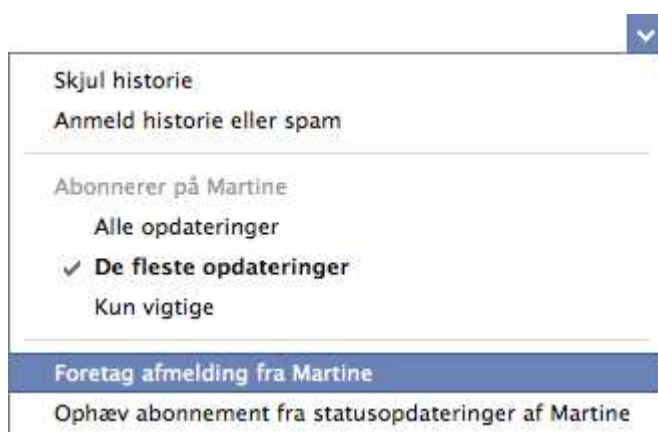 Skjul historie
Anmeld historie eller spam
Abonnerer på Martine
Alle opdateringer
De fleste opdateringer
Kun vigtige
Foretag afmelding fra Martine
Ophæv abonnement fra statusopdateringer af Martine